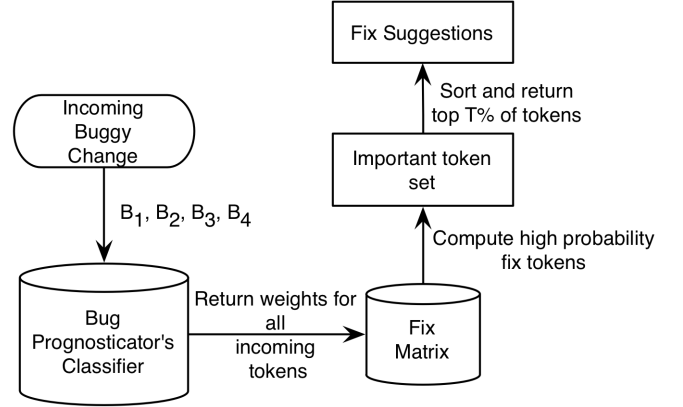 Fix Suggestions
Sort and return
top T% of tokens
Incoming
Buggy
Change
Important token
set
B1, B2, B3, B4
Compute high probability
fix tokens
Return weights for
all
incoming
tokens
Bug
Prognosticator's
Classifier
Fix
Matrix